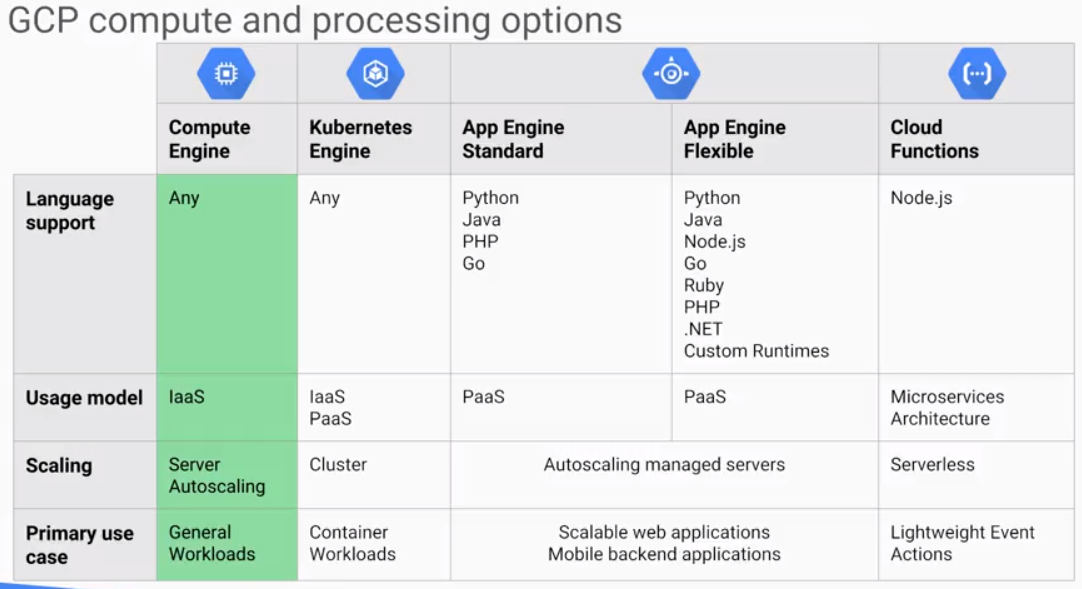 GCP compute and processing options
Compute
Engine
Kubernetes
Engine
App Engine
Standard
App Engine
Flexible
Cloud
Functions
Language
support
Any
Any
Python
Java
PHP
Go
Python
Java
Node.js
Go
Ruby
PHP
.NET
Custom Runtimes
Node.js
Usage model
IaaS
IaaS
PaaS
PaaS
PaaS
Microservices
Architecture
Scaling
Server
Autoscaling
Cluster
Autoscaling managed servers
Serverless
Primary use
case
General
Workloads
Container
Workloads
Scalable web applications
Mobile backend applications
Lightweight Event
Actions